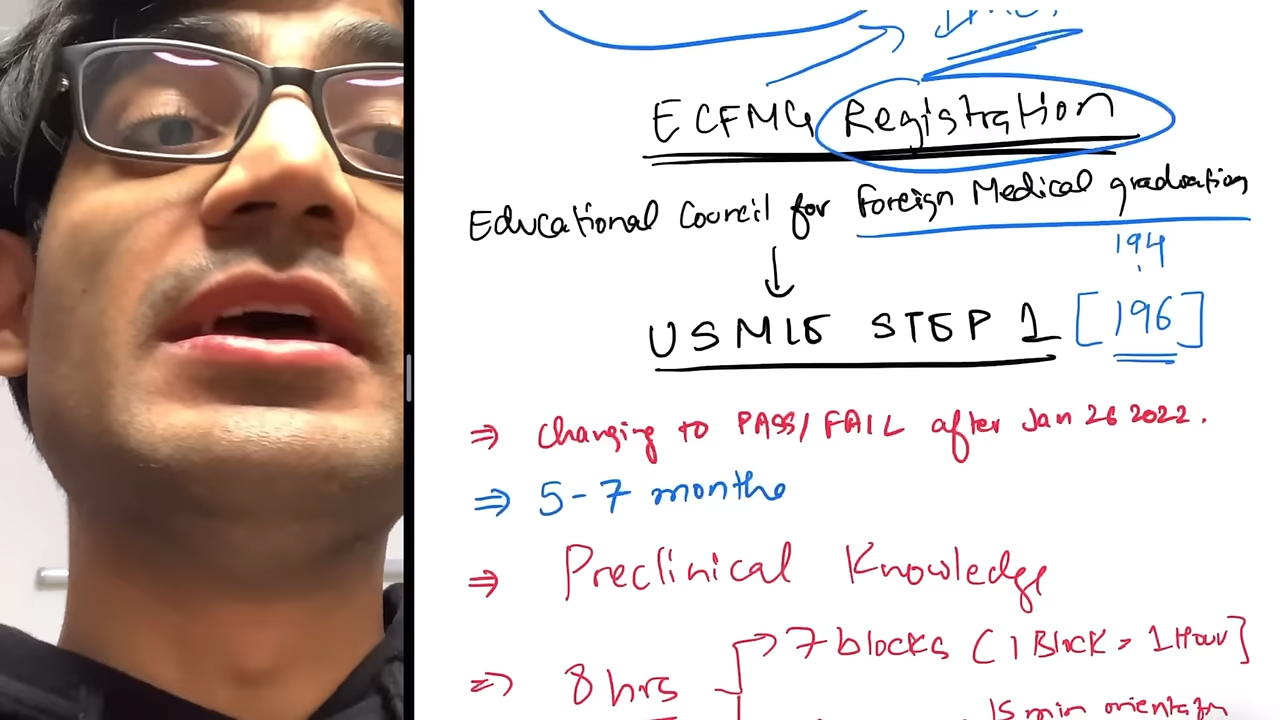 ECFMG Registration
Educational Council for Foreign Medical graduation
194
USMLE STEP 1 [196]
⇒ Changing to PASS/FAIL after Jan 26 2022.
⇒ 5-7 months
⇒ Preclinical Knowledge
7 blocks (1 Block = 1 Hour]
⇒ 8 hrs
15 min orientatn